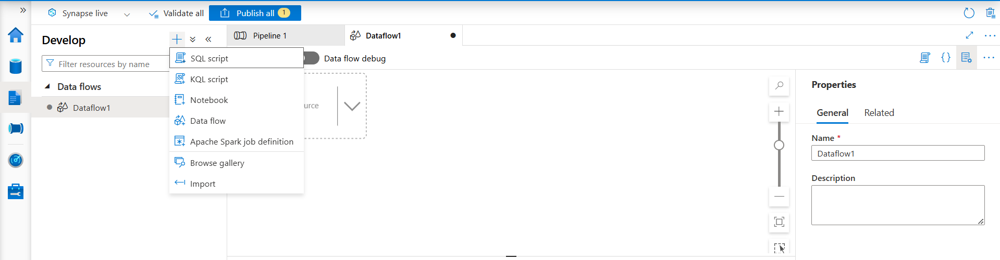 Synapse live
Validate all
Publish all 1
Develop
Filter resources by name
Data flows
Dataflow1
SQL script
KQL script
Notebook
Data flow
Apache Spark job definition
Browse gallery
Import
Pipeline 1
Dataflow1
Data flow debug
urce
Properties
General Related
Name *
Dataflow1
Description